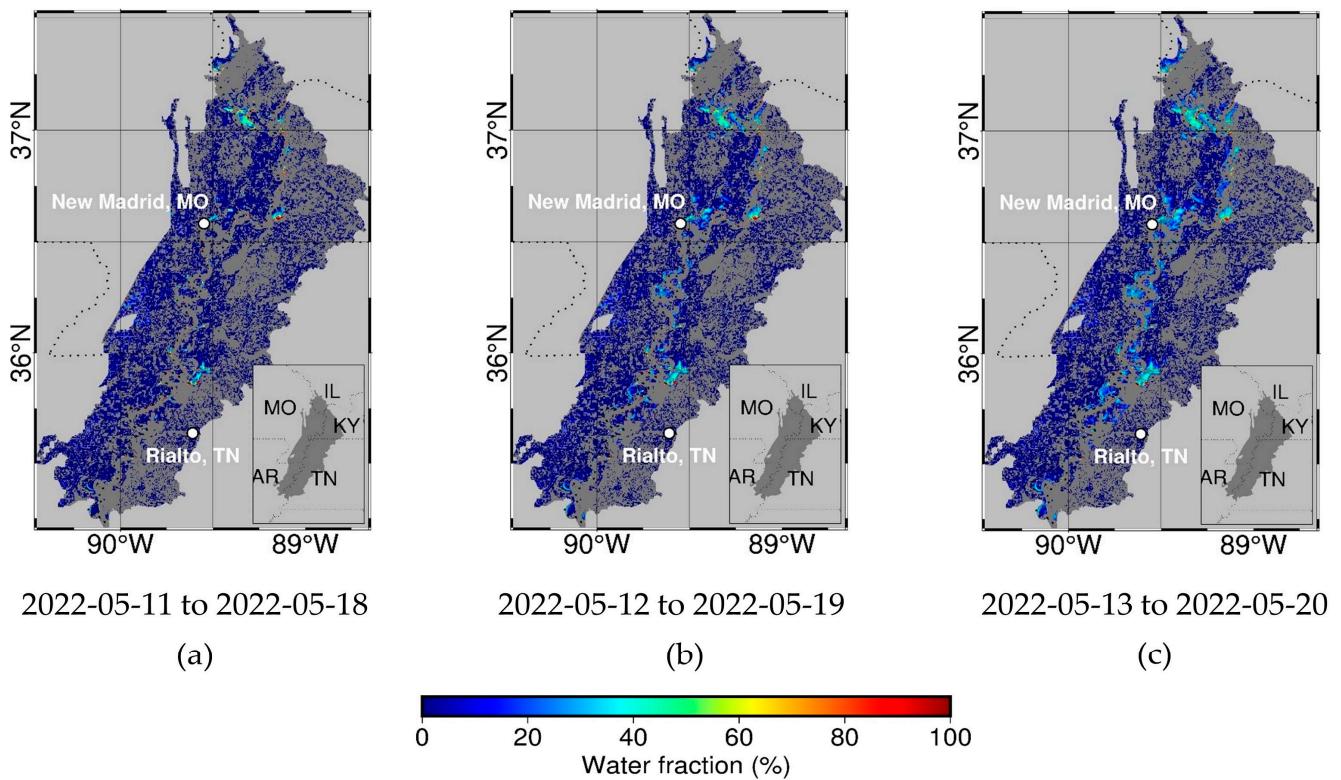 37°N
36°N
New Madrid, MO
Rialto, TN
MO
IL
KY
AR
TN
90°W
89°W
2022-05-11 to 2022-05-18
(a)
37°N
36°N
New Madrid, MO
Rialto, TN
MO
IL
KY
AR
TN
90°W
89°W
2022-05-12 to 2022-05-19
(b)
37°N
36°N
New Madrid, MO
Rialto, TN
MO
IL
KY
AR
TN
90°W
89°W
2022-05-13 to 2022-05-20
(c)
0 20 40 60 80 100
Water fraction (%)